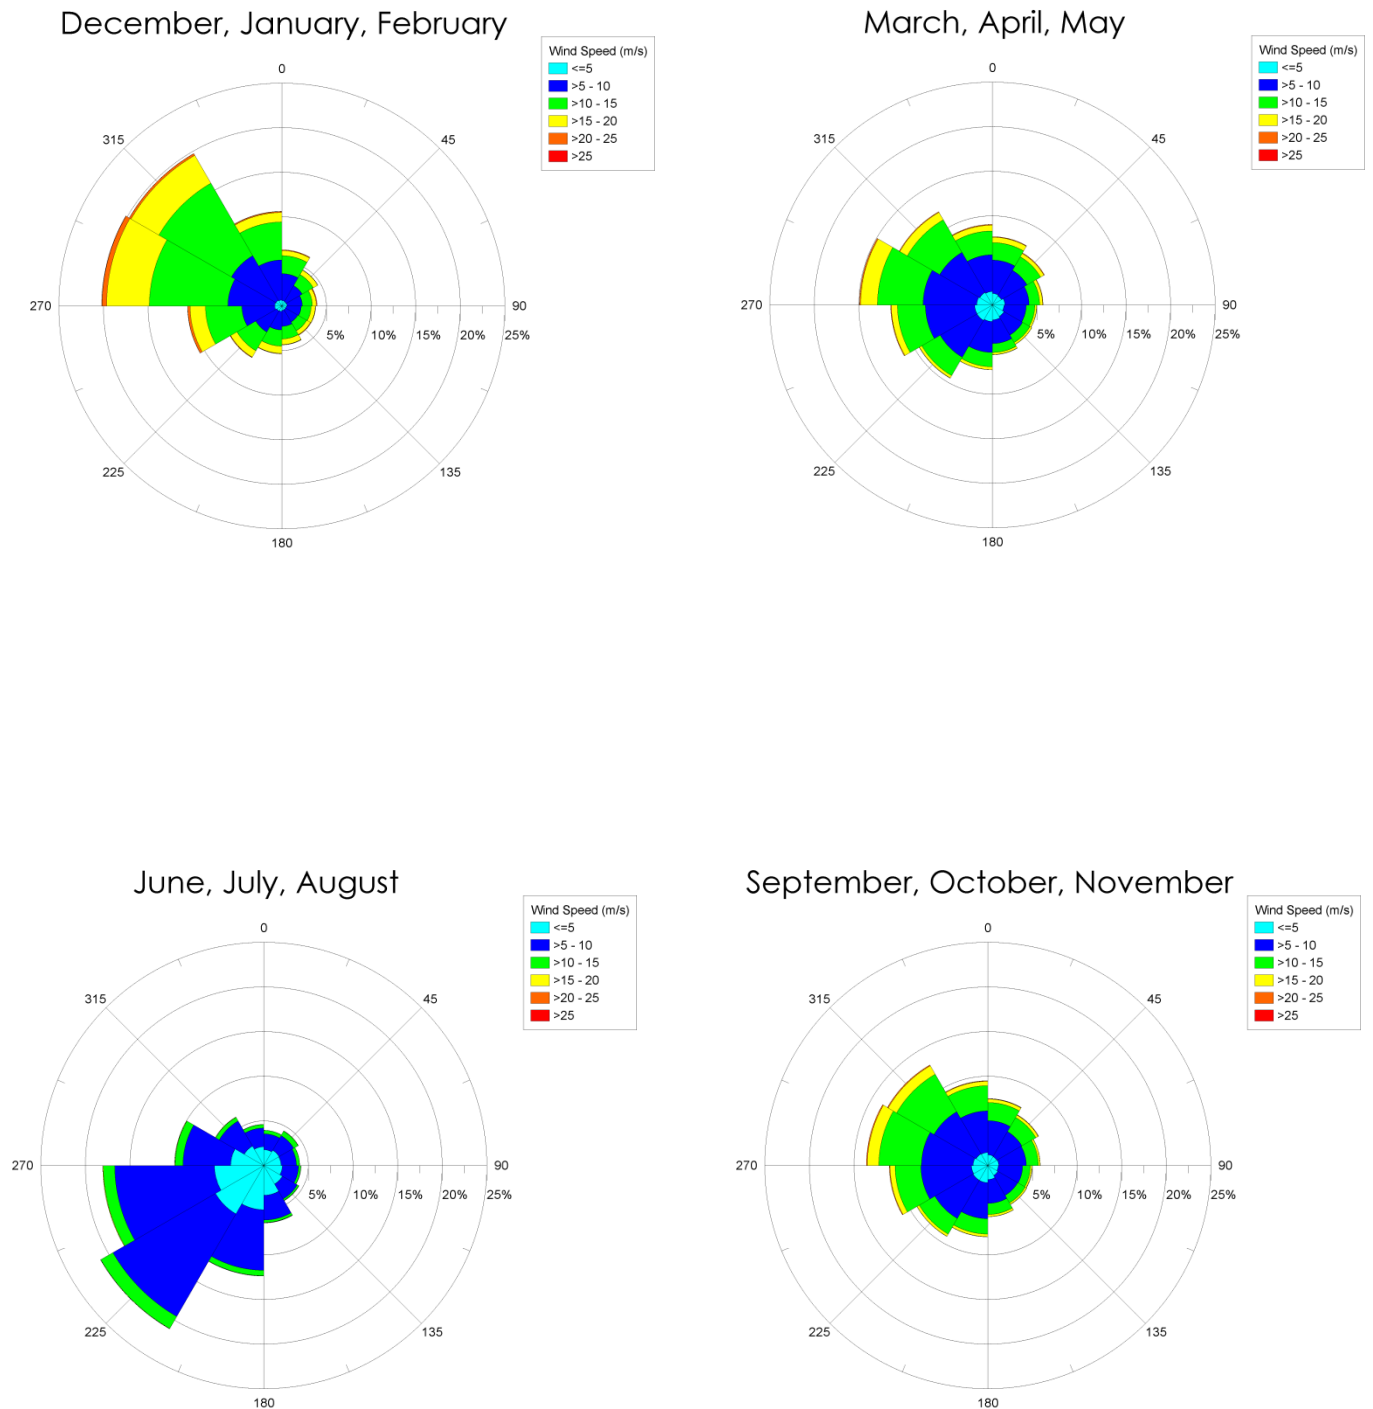 December, January, February
Wind Speed (m/s)
<=5
>5 - 10
>10 - 15
>15 - 20
>20 - 25
>25
0
45
90
135
180
225
270
315
5%
10%
15%
20%
25%
March, April, May
Wind Speed (m/s)
<=5
>5 - 10
>10 - 15
>15 - 20
>20 - 25
>25
0
45
90
135
180
225
270
315
5%
10%
15%
20%
25%
June, July, August
Wind Speed (m/s)
<=5
>5 - 10
>10 - 15
>15 - 20
>20 - 25
>25
0
45
90
135
180
225
270
315
5%
10%
15%
20%
25%
September, October, November
Wind Speed (m/s)
<=5
>5 - 10
>10 - 15
>15 - 20
>20 - 25
>25
0
45
90
135
180
225
270
315
5%
10%
15%
20%
25%